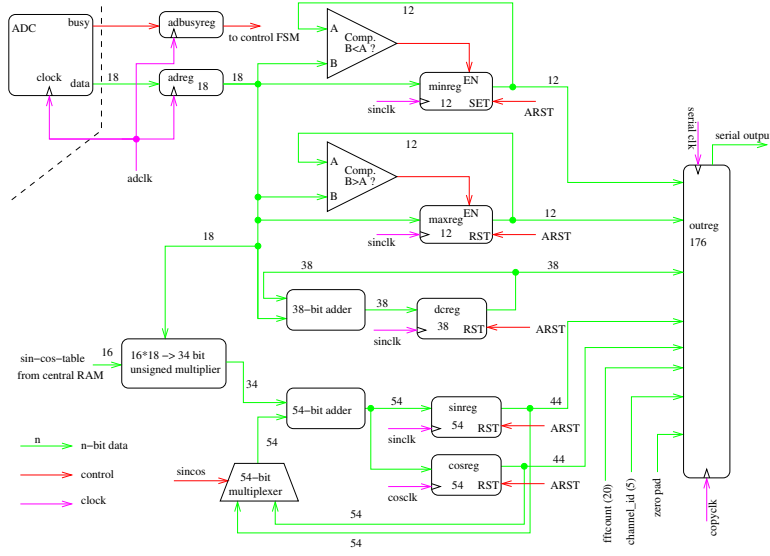 ADC
busy
clock
data
18
adbusyreg
to control FSM
adreg
18
18
adclk
12
A
B
Comp.
B<A ?
EN
minreg
12
SET
sinclk
ARST
12
12
A
B
Comp.
B>A ?
EN
maxreg
12
RST
sinclk
ARST
12
serial clk
serial outpu
outreg
176
18
38
38
38−bit adder
38
dcreg
38
RST
sinclk
ARST
sin−cos−table
from central RAM
16
16*18 −> 34 bit
unsigned multiplier
34
54−bit adder
54
54
sinreg
54
RST
sinclk
ARST
44
cosreg
54
RST
cosclk
ARST
44
sincos
54−bit
multiplexer
54
54
n
n−bit data
control
clock
fftcount (20)
channel_id (5)
zero pad
copyclk